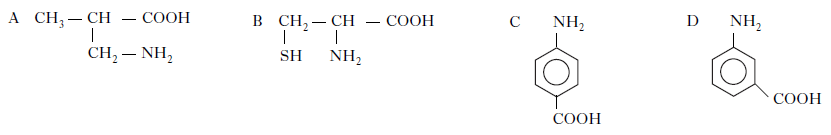 A CH₃ — CH — COOH
CH₂ — NH₂
B CH₂ — CH — COOH
SH NH₂
C NH₂
COOH
D NH₂
COOH